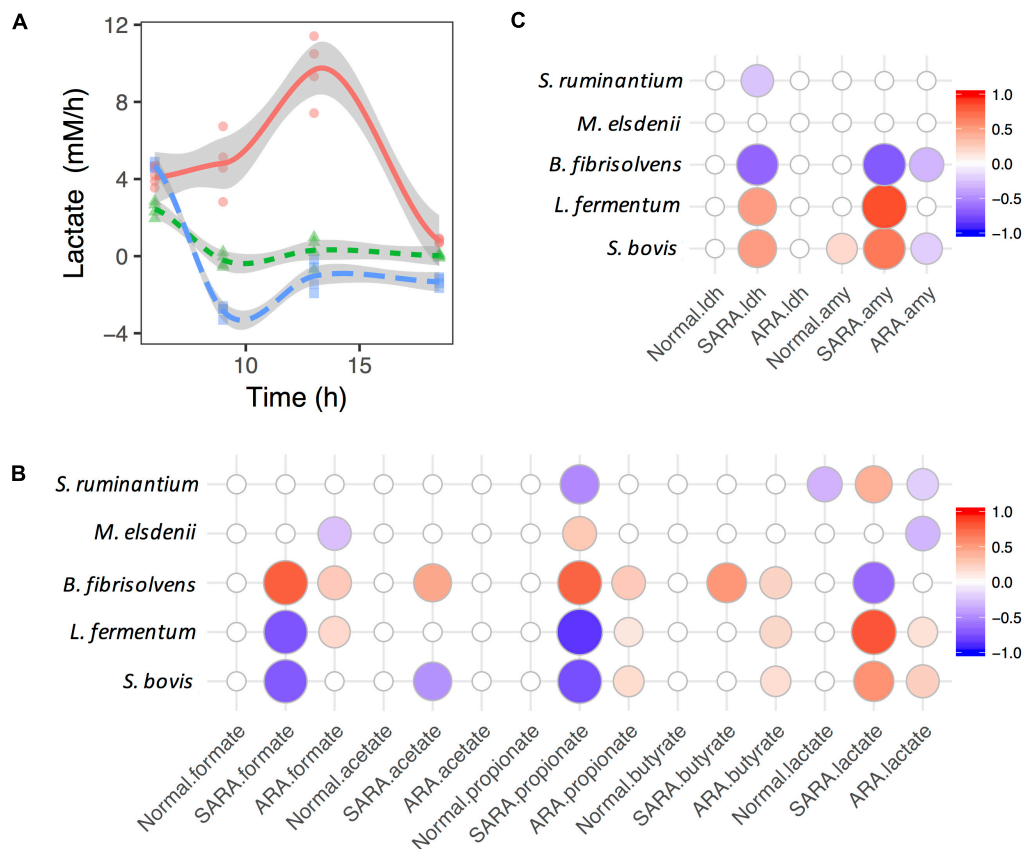 A
12
8
4
0
−4
Lactate (mM/h)
10 15
Time (h)
C
S. ruminantium
M. elsdenii
B. fibrisolvens
L. fermentum
S. bovis
Normal.ldh
SARA.ldh
ARA.ldh
Normal.amy
SARA.amy
ARA.amy
1.0
0.5
0.0
−0.5
−1.0
B
S. ruminantium
M. elsdenii
B. fibrisolvens
L. fermentum
S. bovis
Normal.formate
SARA.formate
ARA.formate
Normal.acetate
SARA.acetate
ARA.acetate
Normal.propionate
SARA.propionate
ARA.propionate
Normal.butyrate
SARA.butyrate
ARA.butyrate
Normal.lactate
SARA.lactate
ARA.lactate
1.0
0.5
0.0
−0.5
−1.0